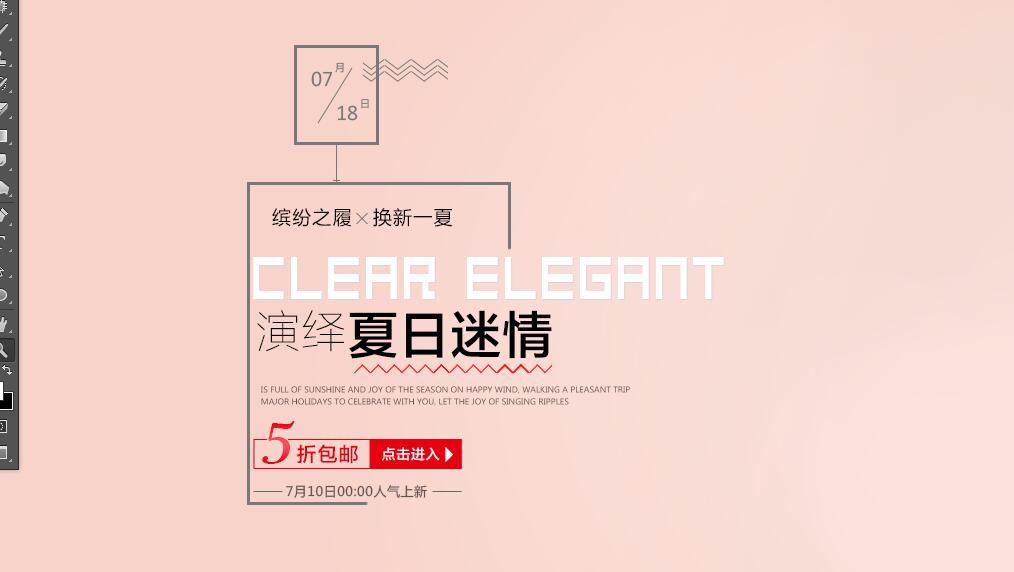 07月
18日
缤纷之履×换新一夏
CLEAR ELEGANT
演绎夏日迷情
IS FULL OF SUNSHINE AND JOY OF THE SEASON ON HAPPY WIND, WALKING A PLEASANT TRIP
MAJOR HOLIDAYS TO CELEBRATE WITH YOU, LET THE JOY OF SINGING RIPPLES
5折包邮 点击进入
7月10日00:00人气上新